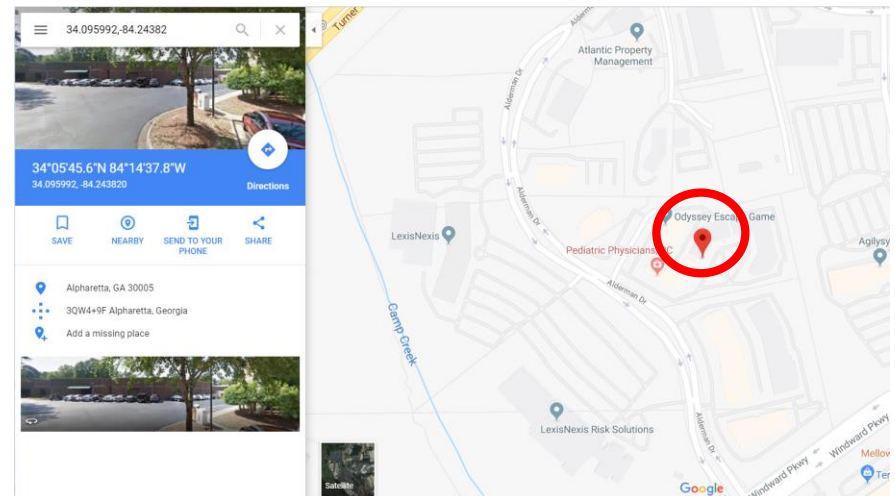 34.095992,-84.24382
34°05'45.6"N 84°14'37.8"W
34.095992, -84.243820
Directions
SAVE
NEARBY
SEND TO YOUR
PHONE
SHARE
Alpharetta, GA 30005
3QW4+9F Alpharetta, Georgia
Add a missing place
Satellite
Turner
Alderman
Atlantic Property
Management
Alderman Dr
Alderman Dr
LexisNexis
Odyssey Escape Game
Pediatric Physicians, PC
Agilysy
Alderman Dr
Camp Creek
LexisNexis Risk Solutions
Alderman Dr
Windward Pkwy
Windward Pkwy
Mellow
Ter
Google